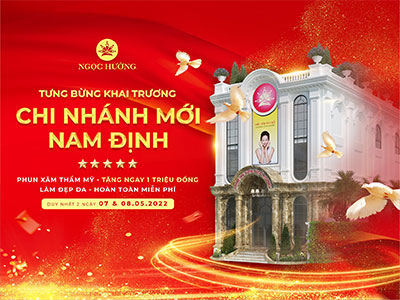 NGỌC HƯỜNG
TƯNG BỪNG KHAI TRƯƠNG
CHI NHÁNH MỚI
NAM ĐỊNH
PHUN XĂM THẨM MỸ - TẶNG NGAY 1 TRIỆU ĐỒNG
LÀM ĐẸP DA - HOÀN TOÀN MIỄN PHÍ
DUY NHẤT 2 NGÀY 07 & 08.05.2022